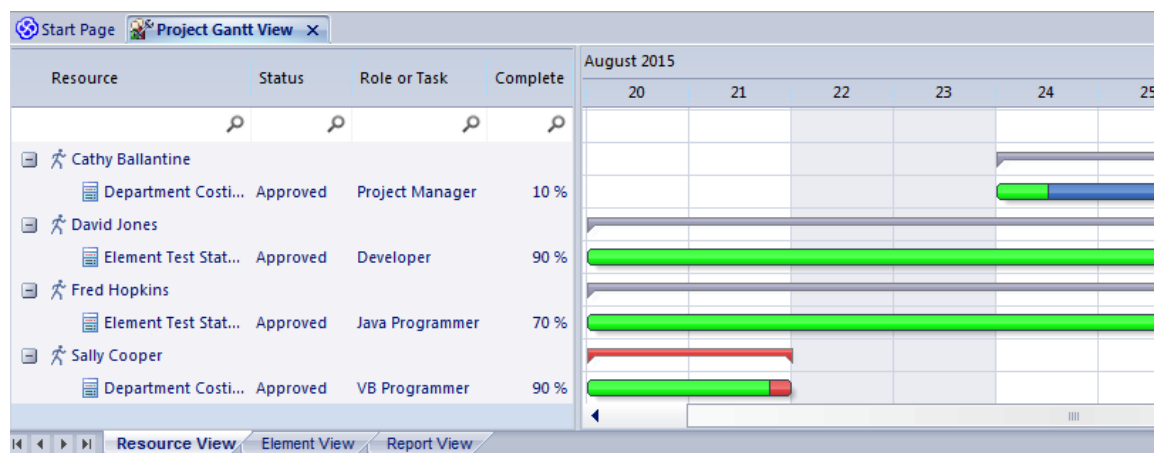 Start Page Project Gantt View X
August 2015
Resource Status Role or Task Complete
20 21 22 23 24 25
Cathy Ballantine
Department Costi... Approved Project Manager 10 %
David Jones
Element Test Stat... Approved Developer 90 %
Fred Hopkins
Element Test Stat... Approved Java Programmer 70 %
Sally Cooper
Department Costi... Approved VB Programmer 90 %
Resource View Element View Report View